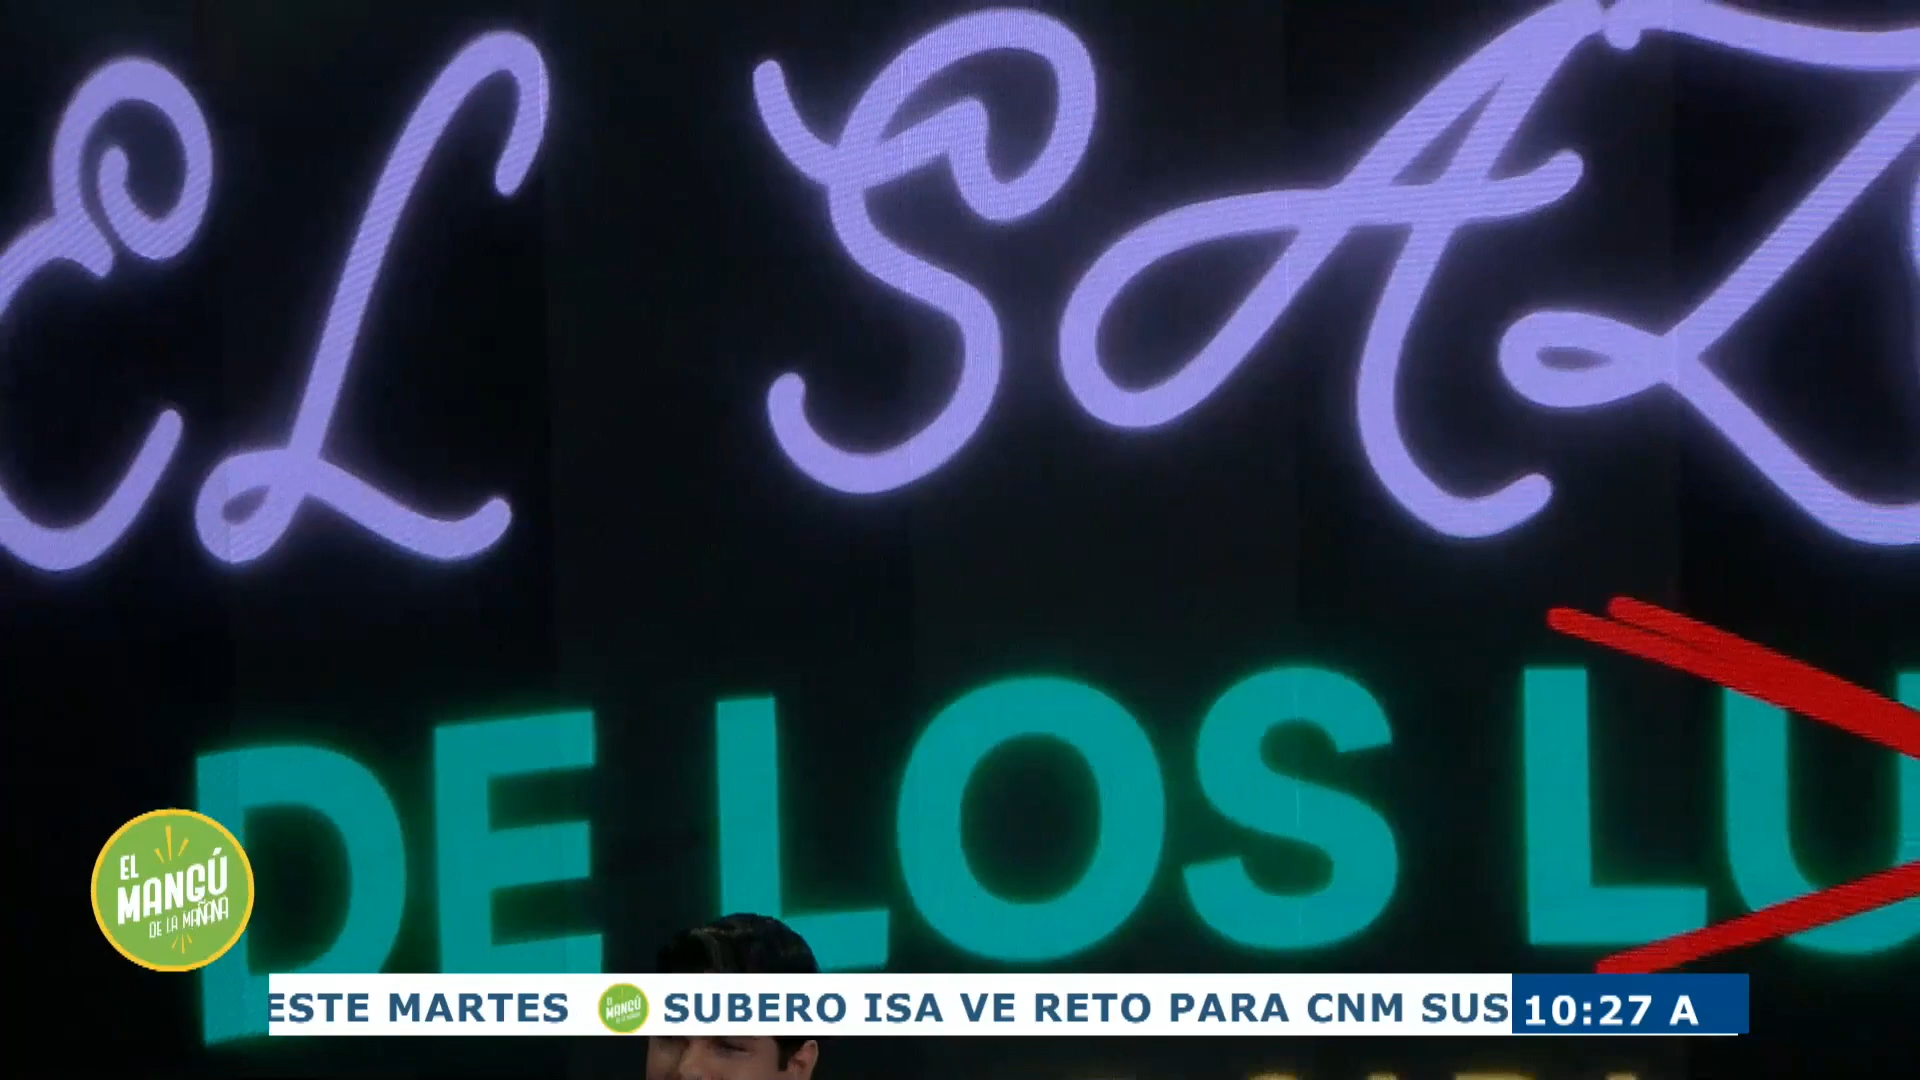 EL SAZ
DE LOS LU
EL
MANGÚ
DE LA MAÑANA
ESTE MARTES
SUBERO ISA VE RETO PARA CNM SUS
10:27 A